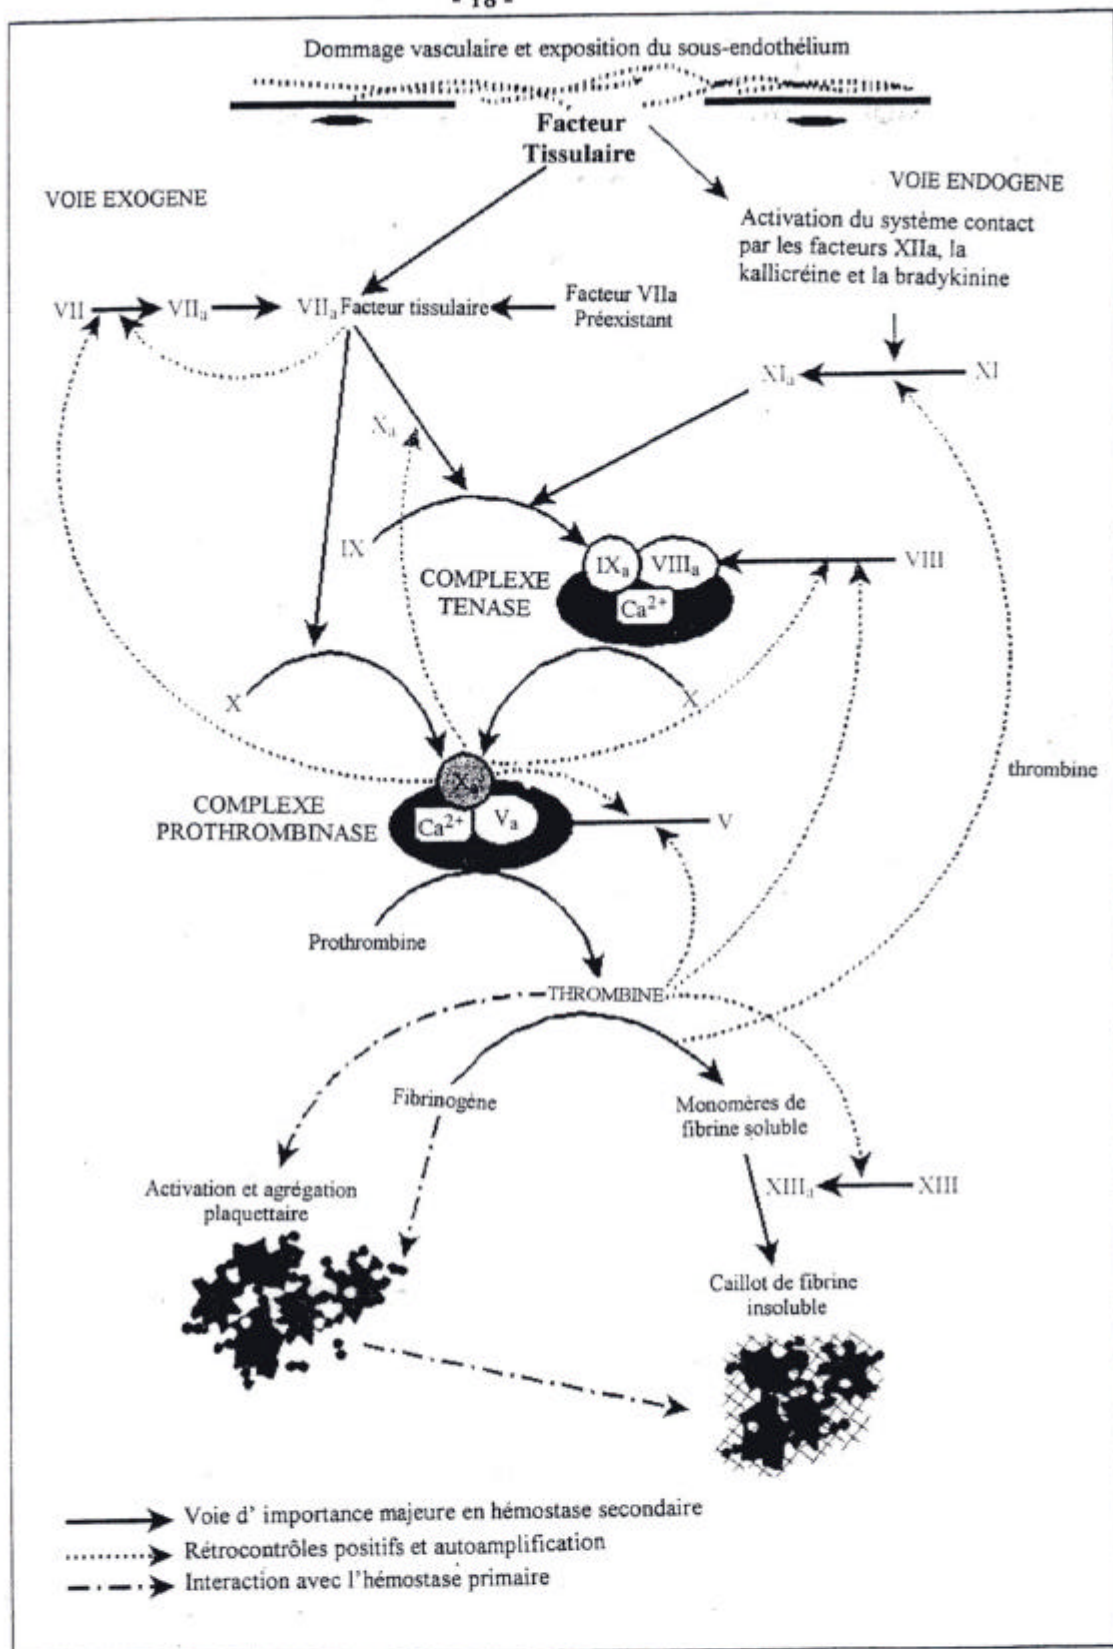 - 18 -
Dommage vasculaire et exposition du sous-endothélium
Facteur
Tissulaire
VOIE EXOGENE
VOIE ENDOGENE
Activation du système contact
par les facteurs XIIa, la
kallicréine et la bradykinine
VII
VIIa
VIIa Facteur tissulaire
Facteur VIIa
Préexistant
XIa
XI
Xa
IX
IXa
VIIIa
VIII
COMPLEXE
TENASE
Ca2+
X
X
thrombine
Xa
COMPLEXE
PROTHROMBINASE
Ca2+
Va
V
Prothrombine
THROMBINE
Fibrinogéne
Monomères de
fibrine soluble
Activation et agrégation
plaquettaire
XIIIa
XIII
Caillot de fibrine
insoluble
Voie d' importance majeure en hémostase secondaire
Rétrocontrôles positifs et autoamplification
Interaction avec l'hémostase primaire